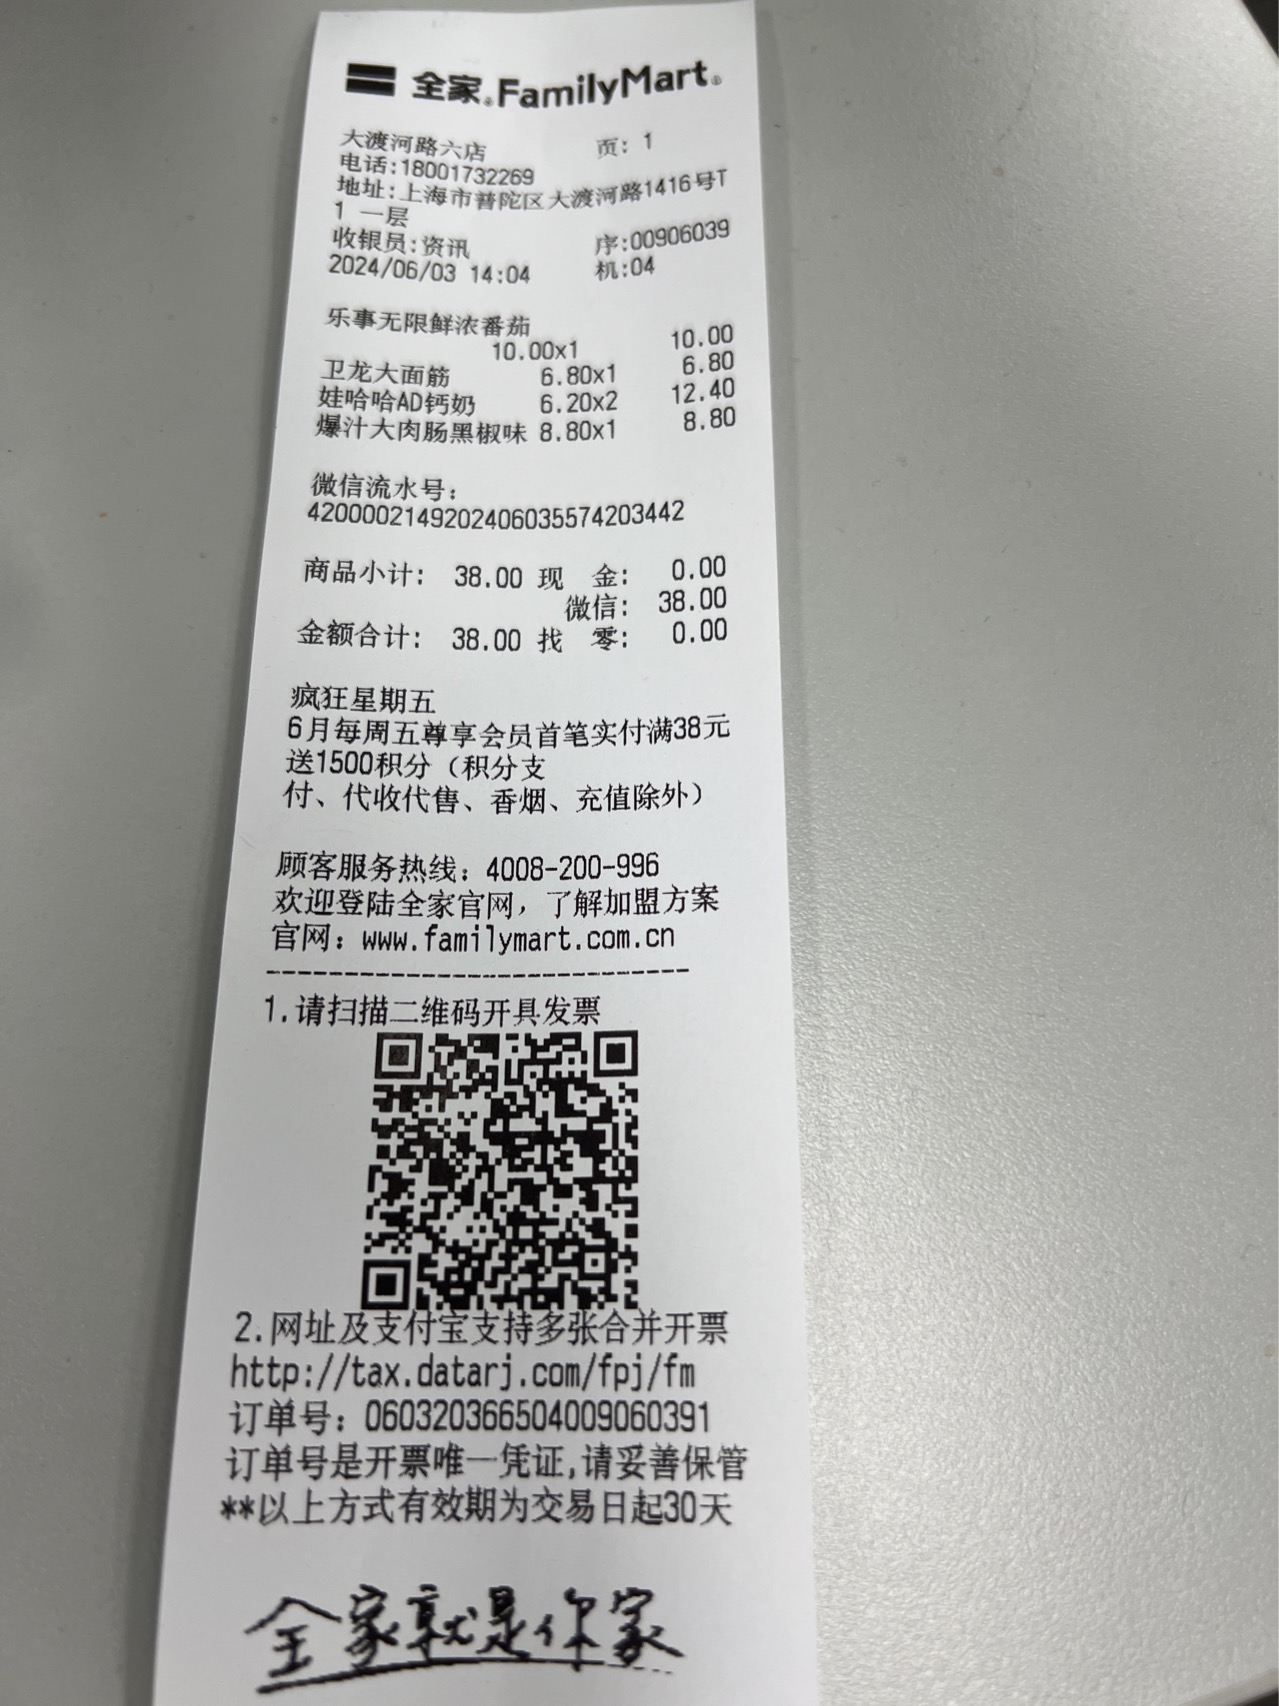 全家 FamilyMart
大渡河路六店 页: 1
电话:18001732269
地址:上海市普陀区大渡河路1416号T
1 一层
收银员:资讯 序:00906039
2024/06/03 14:04 机:04
乐事无限鲜浓番茄
10.00x1 10.00
卫龙大面筋 6.80x1 6.80
娃哈哈AD钙奶 6.20x2 12.40
爆汁大肉肠黑椒味 8.80x1 8.80
微信流水号:
4200002149202406035574203442
商品小计: 38.00 现 金: 0.00
微信: 38.00
金额合计: 38.00 找 零: 0.00
疯狂星期五
6月每周五尊享会员首笔实付满38元
送1500积分（积分支
付、代收代售、香烟、充值除外）
顾客服务热线: 4008-200-996
欢迎登陆全家官网，了解加盟方案
官网: www.familymart.com.cn
----------------------------
1.请扫描二维码开具发票
2.网址及支付宝支持多张合并开票
http://tax.datarj.com/fpj/fm
订单号: 060320366504009060391
订单号是开票唯一凭证,请妥善保管
**以上方式有效期为交易日起30天
全家就是你家